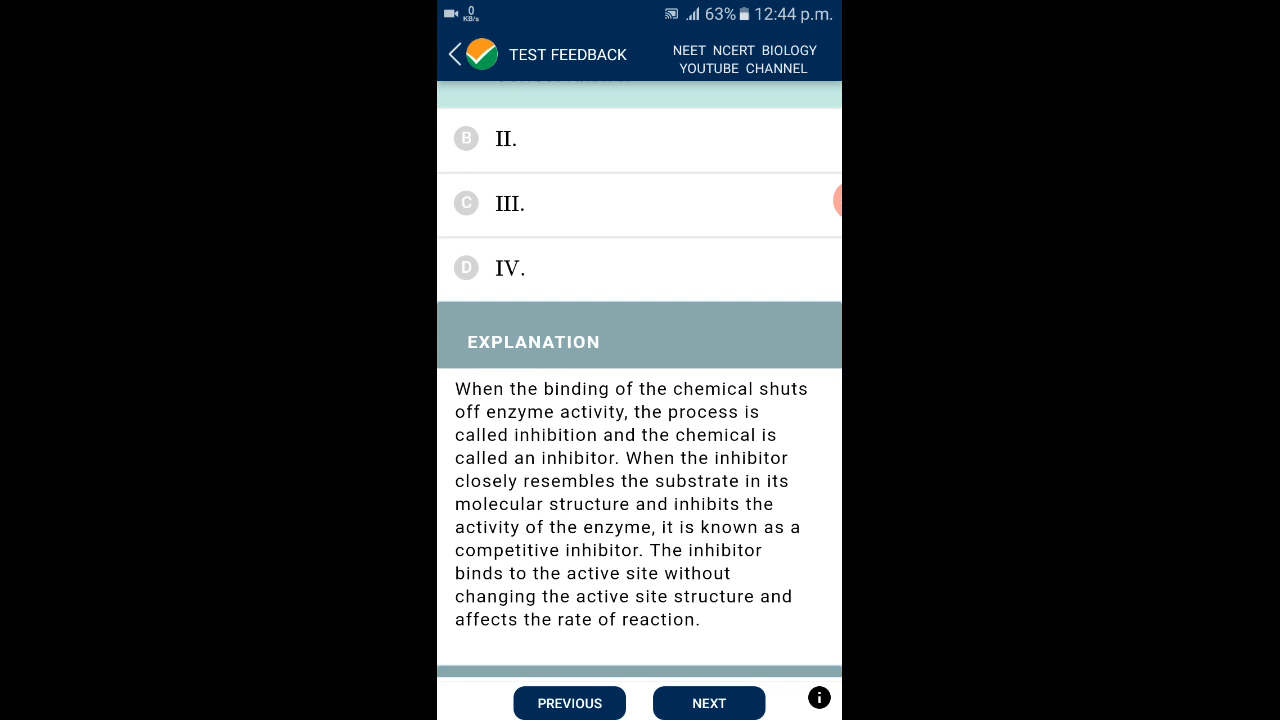 0
KB/s
63%
12:44 p.m.
TEST FEEDBACK
NEET NCERT BIOLOGY
YOUTUBE CHANNEL
B
II.
C
III.
D
IV.
EXPLANATION
When the binding of the chemical shuts
off enzyme activity, the process is
called inhibition and the chemical is
called an inhibitor. When the inhibitor
closely resembles the substrate in its
molecular structure and inhibits the
activity of the enzyme, it is known as a
competitive inhibitor. The inhibitor
binds to the active site without
changing the active site structure and
affects the rate of reaction.
PREVIOUS
NEXT
i